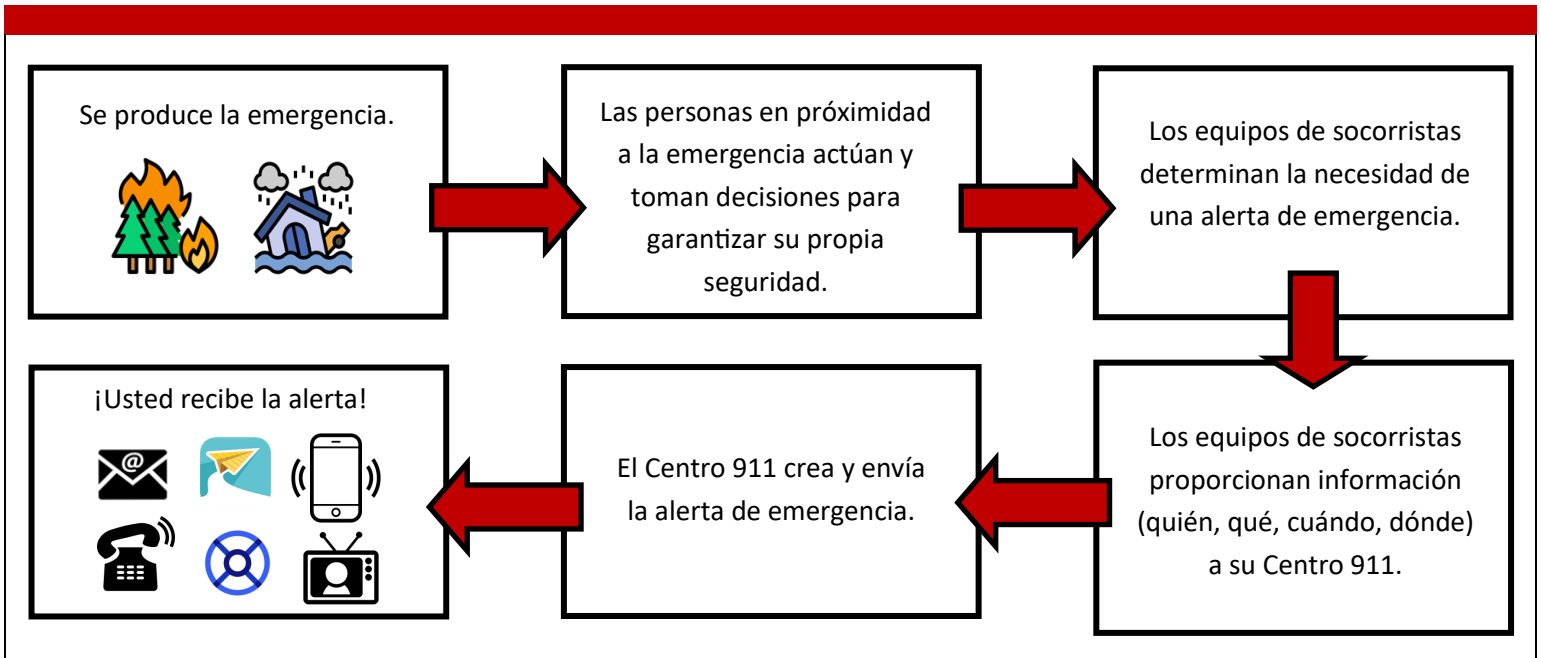 Se produce la emergencia.
Las personas en próximidad
a la emergencia actúan y
toman decisiones para
garantizar su propia
seguridad.
Los equipos de socorristas
determinan la necesidad de
una alerta de emergencia.
Los equipos de socorristas
proporcionan información
(quién, qué, cuándo, dónde)
a su Centro 911.
El Centro 911 crea y envía
la alerta de emergencia.
¡Usted recibe la alerta!
@